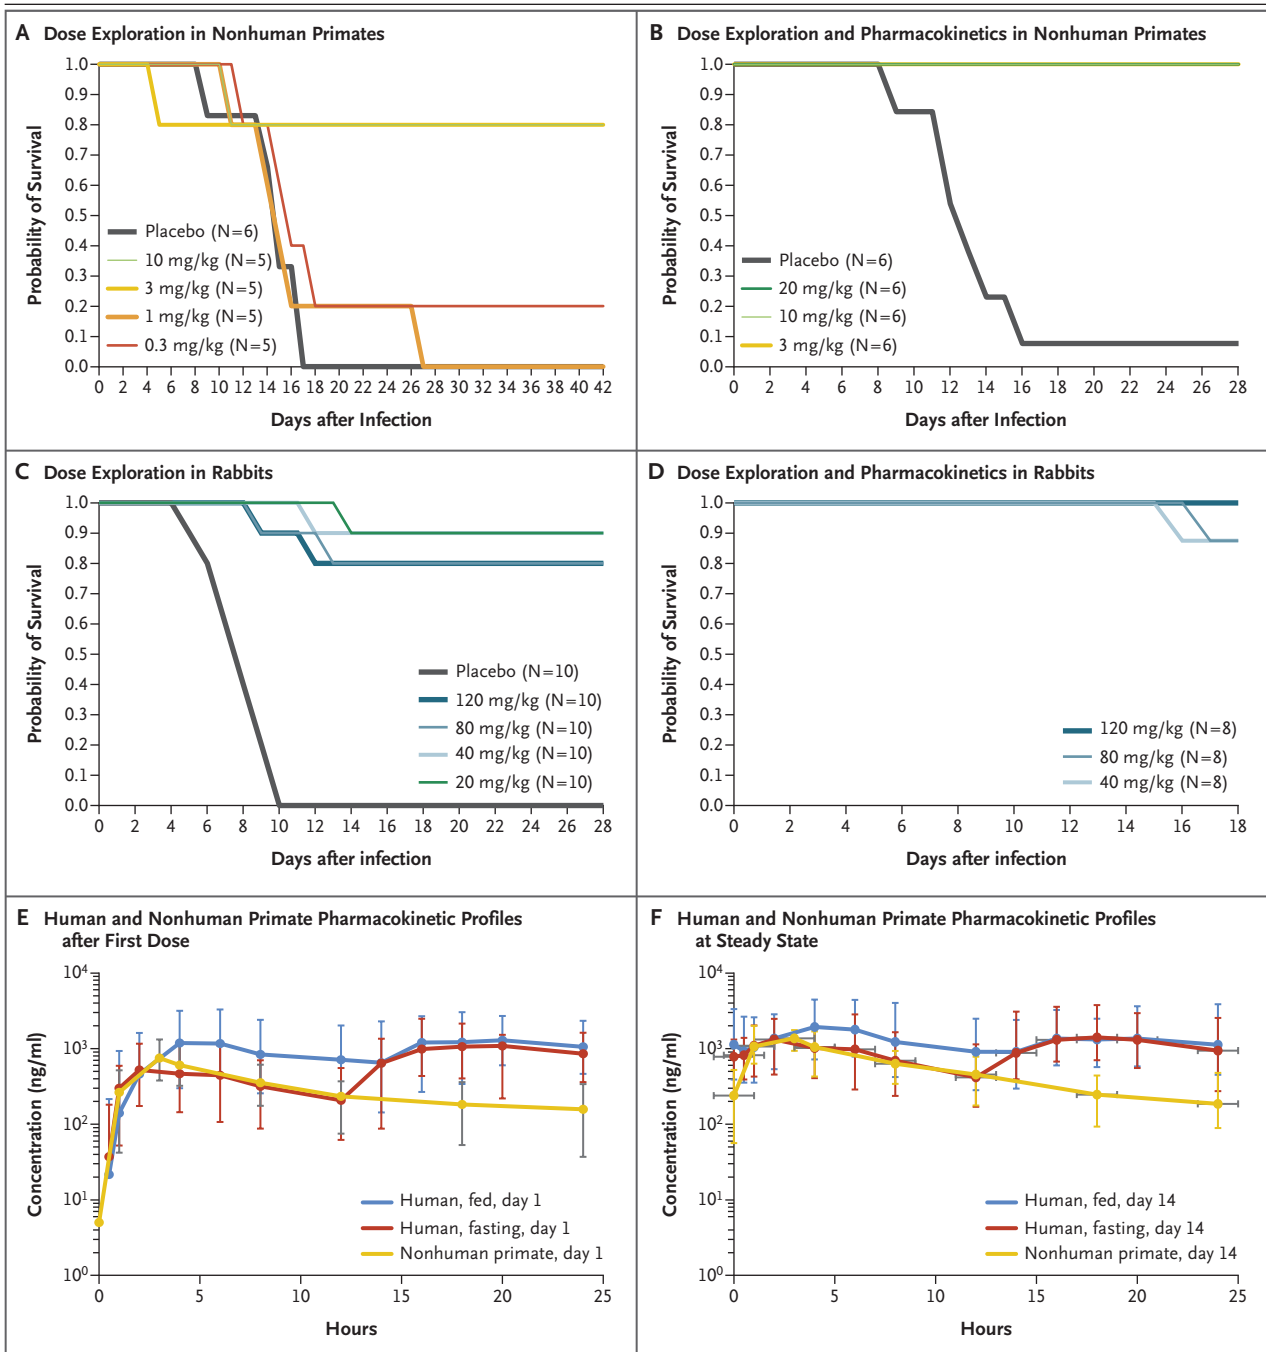 A Dose Exploration in Nonhuman Primates
1.0
0.9
0.8
0.7
0.6
0.5
0.4
0.3
0.2
0.1
0.0
Probability of Survival
Placebo (N=6)
10 mg/kg (N=5)
3 mg/kg (N=5)
1 mg/kg (N=5)
0.3 mg/kg (N=5)
0 2 4 6 8 10 12 14 16 18 20 22 24 26 28 30 32 34 36 38 40 42
Days after Infection
B Dose Exploration and Pharmacokinetics in Nonhuman Primates
1.0
0.9
0.8
0.7
0.6
0.5
0.4
0.3
0.2
0.1
0.0
Probability of Survival
Placebo (N=6)
20 mg/kg (N=6)
10 mg/kg (N=6)
3 mg/kg (N=6)
0 2 4 6 8 10 12 14 16 18 20 22 24 26 28
Days after Infection
C Dose Exploration in Rabbits
1.0
0.9
0.8
0.7
0.6
0.5
0.4
0.3
0.2
0.1
0.0
Probability of Survival
Placebo (N=10)
120 mg/kg (N=10)
80 mg/kg (N=10)
40 mg/kg (N=10)
20 mg/kg (N=10)
0 2 4 6 8 10 12 14 16 18 20 22 24 26 28
Days after infection
D Dose Exploration and Pharmacokinetics in Rabbits
1.0
0.9
0.8
0.7
0.6
0.5
0.4
0.3
0.2
0.1
0.0
Probability of Survival
120 mg/kg (N=8)
80 mg/kg (N=8)
40 mg/kg (N=8)
0 2 4 6 8 10 12 14 16 18
Days after infection
E Human and Nonhuman Primate Pharmacokinetic Profiles
after First Dose
10⁴
10³
10²
10¹
10⁰
Concentration (ng/ml)
Human, fed, day 1
Human, fasting, day 1
Nonhuman primate, day 1
0 5 10 15 20 25
Hours
F Human and Nonhuman Primate Pharmacokinetic Profiles
at Steady State
10⁴
10³
10²
10¹
10⁰
Concentration (ng/ml)
Human, fed, day 14
Human, fasting, day 14
Nonhuman primate, day 14
0 5 10 15 20 25
Hours